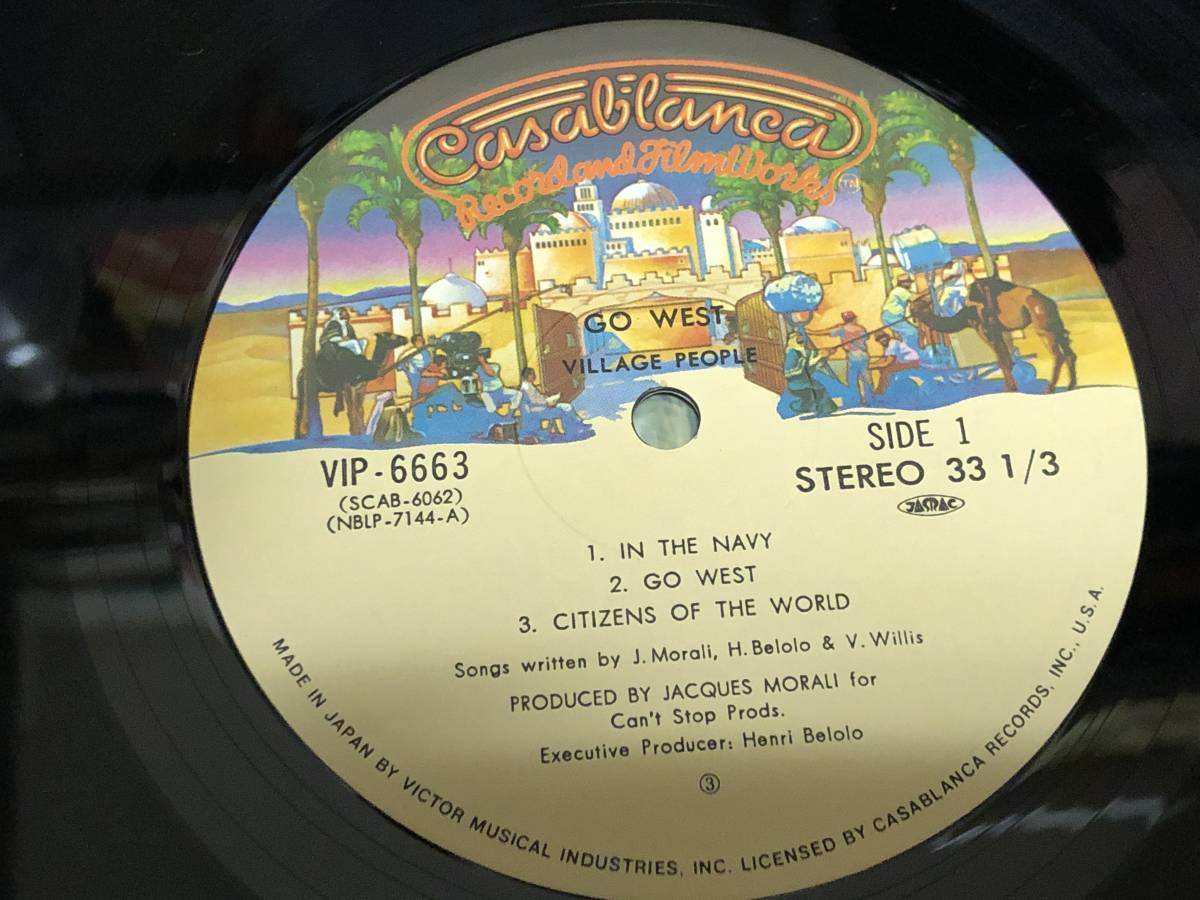 Casablanca
Record and FilmWorks TM
GO WEST
VILLAGE PEOPLE
VIP-6663
(SCAB-6062)
(NBLP-7144-A)
SIDE 1
STEREO 33 1/3
JASRAC
1. IN THE NAVY
2. GO WEST
3. CITIZENS OF THE WORLD
Songs written by J. Morali, H. Belolo & V. Willis
PRODUCED BY JACQUES MORALI for
Can't Stop Prods.
Executive Producer: Henri Belolo
③
MADE IN JAPAN BY VICTOR MUSICAL INDUSTRIES, INC. LICENSED BY CASABLANCA RECORDS, INC., U.S.A.